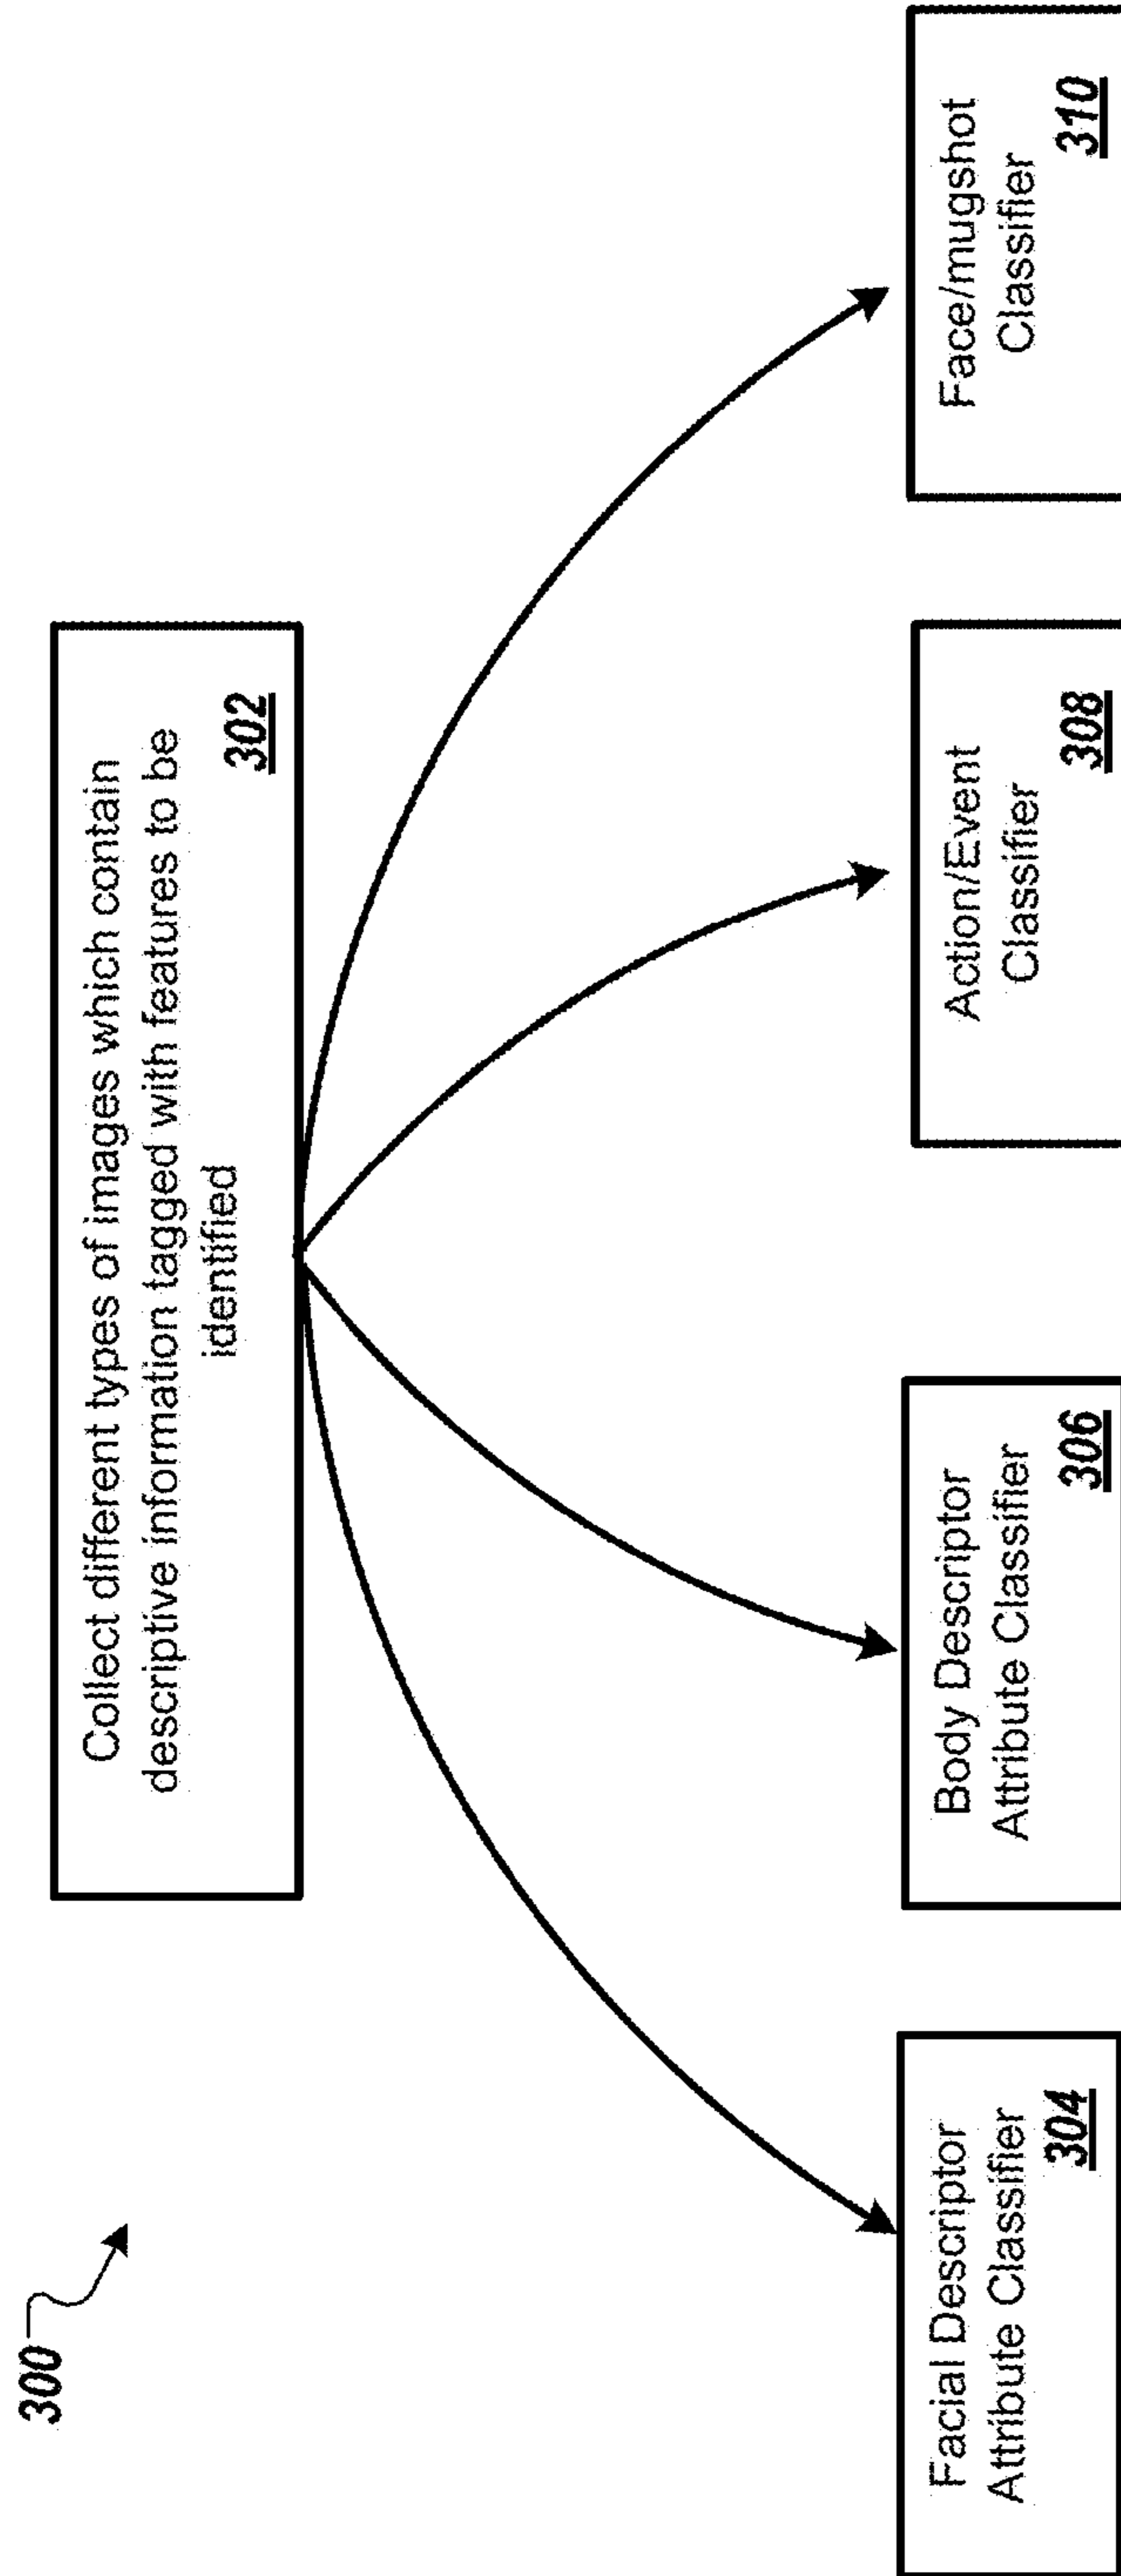 300
Collect different types of images which contain
descriptive information tagged with features to be
identified
302
Facial Descriptor
Attribute Classifier
304
Body Descriptor
Attribute Classifier
306
Action/Event
Classifier
308
Face/mugshot
Classifier
310